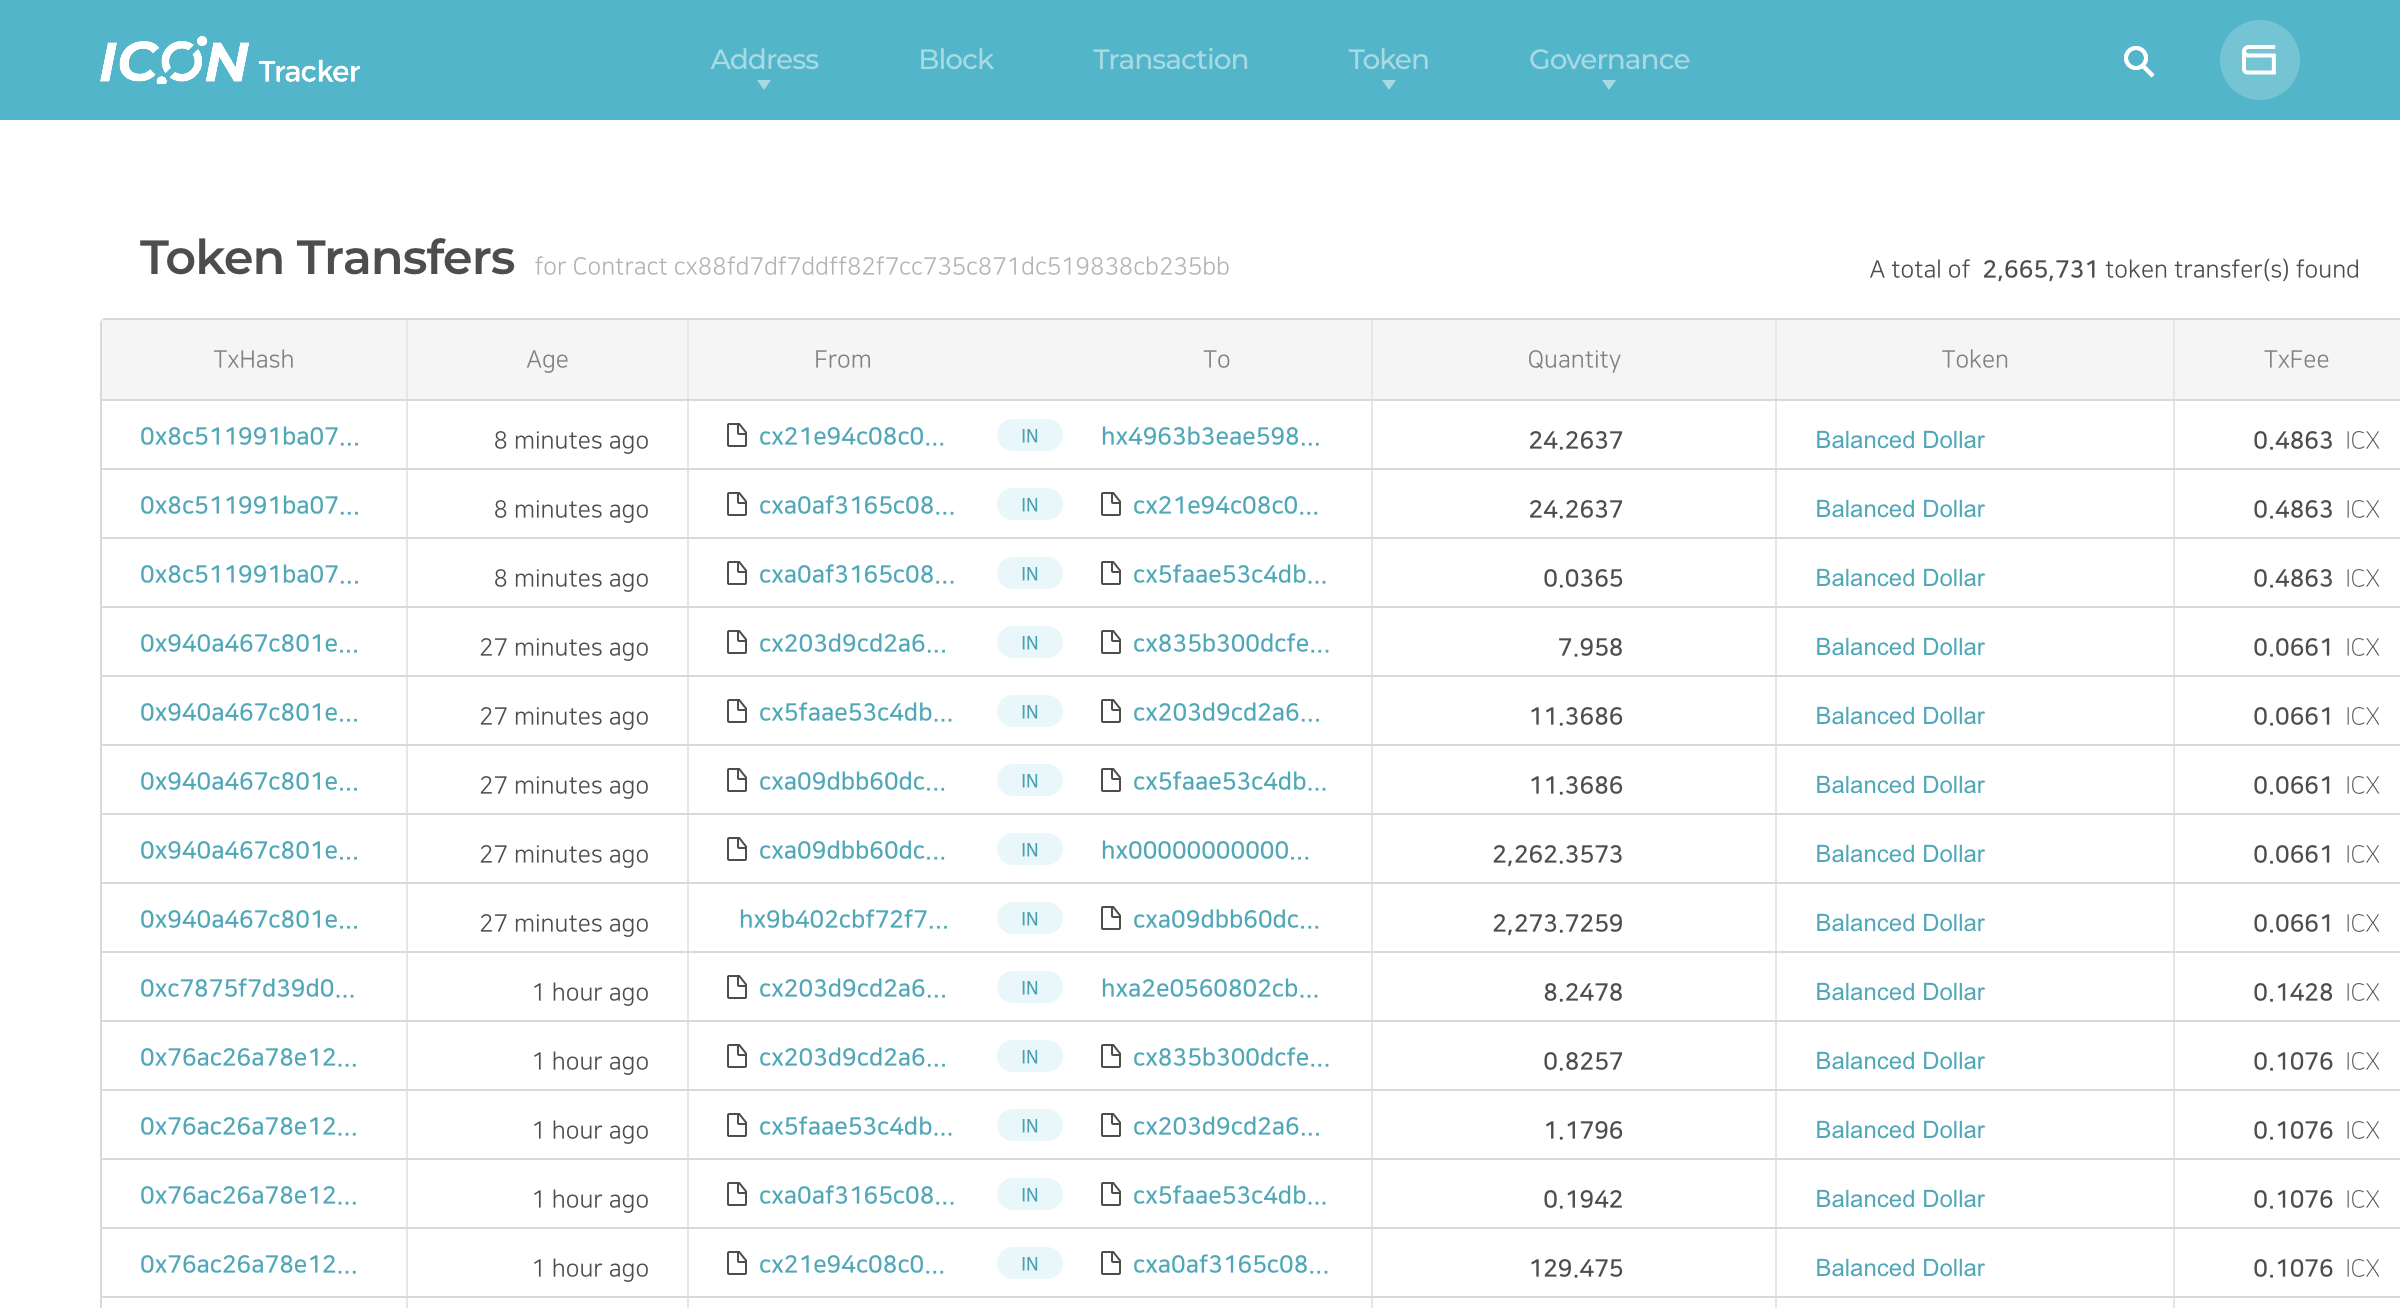 ICON Tracker Address Block Transaction Token Governance
Token Transfers for Contract cx88fd7df7ddff82f7cc735c871dc519838cb235bb A total of 2,665,731 token transfer(s) found
TxHash Age From To Quantity Token TxFee
0x8c511991ba07... 8 minutes ago cx21e94c08c0... IN hx4963b3eae598... 24.2637 Balanced Dollar 0.4863 ICX
0x8c511991ba07... 8 minutes ago cxa0af3165c08... IN cx21e94c08c0... 24.2637 Balanced Dollar 0.4863 ICX
0x8c511991ba07... 8 minutes ago cxa0af3165c08... IN cx5faae53c4db... 0.0365 Balanced Dollar 0.4863 ICX
0x940a467c801e... 27 minutes ago cx203d9cd2a6... IN cx835b300dcfe... 7.958 Balanced Dollar 0.0661 ICX
0x940a467c801e... 27 minutes ago cx5faae53c4db... IN cx203d9cd2a6... 11.3686 Balanced Dollar 0.0661 ICX
0x940a467c801e... 27 minutes ago cxa09dbb60dc... IN cx5faae53c4db... 11.3686 Balanced Dollar 0.0661 ICX
0x940a467c801e... 27 minutes ago cxa09dbb60dc... IN hx00000000000... 2,262.3573 Balanced Dollar 0.0661 ICX
0x940a467c801e... 27 minutes ago hx9b402cbf72f7... IN cxa09dbb60dc... 2,273.7259 Balanced Dollar 0.0661 ICX
0xc7875f7d39d0... 1 hour ago cx203d9cd2a6... IN hxa2e0560802cb... 8.2478 Balanced Dollar 0.1428 ICX
0x76ac26a78e12... 1 hour ago cx203d9cd2a6... IN cx835b300dcfe... 0.8257 Balanced Dollar 0.1076 ICX
0x76ac26a78e12... 1 hour ago cx5faae53c4db... IN cx203d9cd2a6... 1.1796 Balanced Dollar 0.1076 ICX
0x76ac26a78e12... 1 hour ago cxa0af3165c08... IN cx5faae53c4db... 0.1942 Balanced Dollar 0.1076 ICX
0x76ac26a78e12... 1 hour ago cx21e94c08c0... IN cxa0af3165c08... 129.475 Balanced Dollar 0.1076 ICX